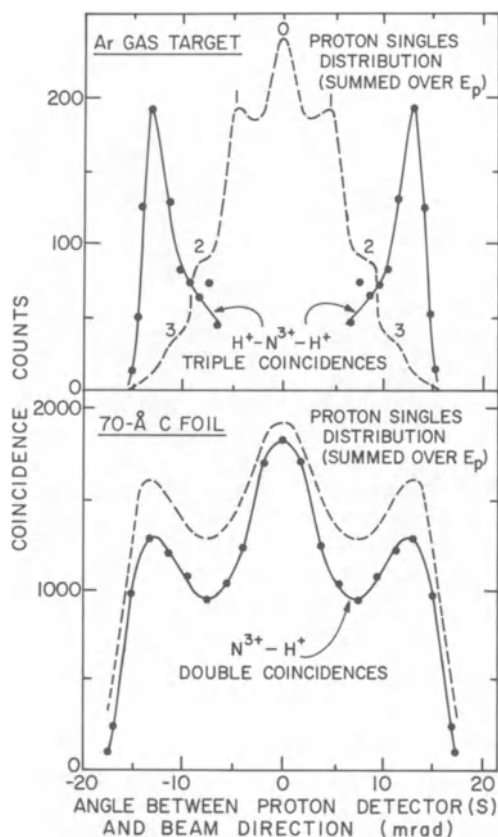 Ar GAS TARGET
PROTON SINGLES
DISTRIBUTION
(SUMMED OVER Ep)
0
I
I
2
2
3
3
200
100
0
H+-N3+-H+
TRIPLE COINCIDENCES
COINCIDENCE COUNTS
70-Å C FOIL
PROTON SINGLES
DISTRIBUTION
(SUMMED OVER Ep)
2000
1000
0
N3+-H+
DOUBLE COINCIDENCES
-20 -10 0 10 20
ANGLE BETWEEN PROTON DETECTOR(S)
AND BEAM DIRECTION (mrad)